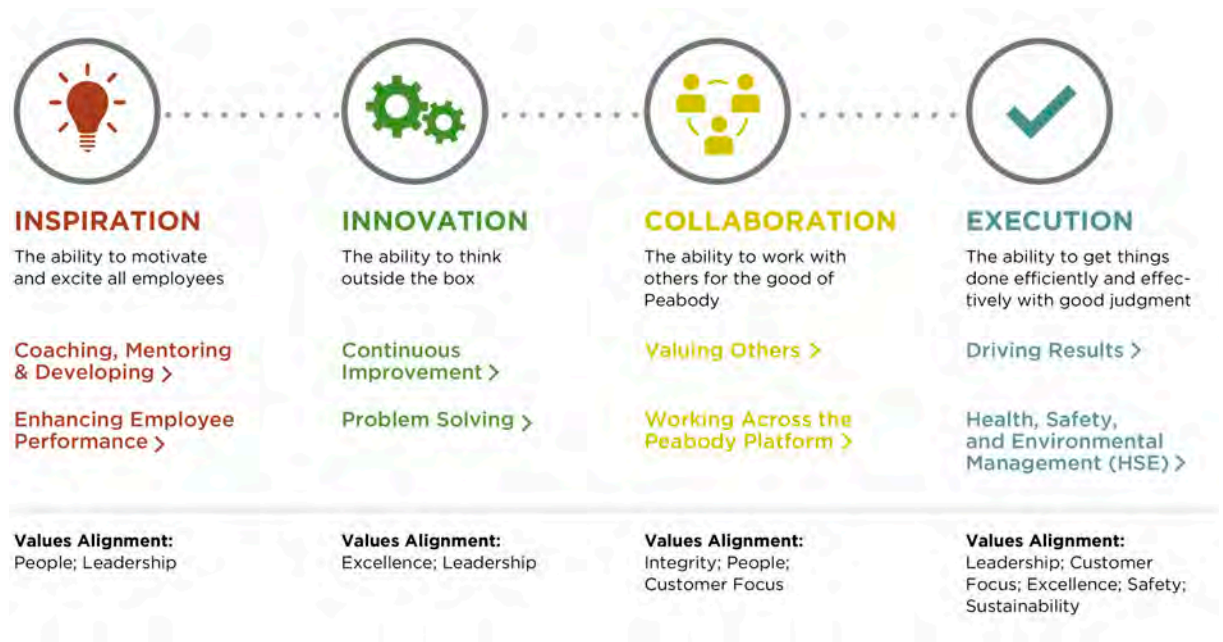 INSPIRATION
The ability to motivate
and excite all employees
Coaching, Mentoring
& Developing >
Enhancing Employee
Performance >
Values Alignment:
People; Leadership
INNOVATION
The ability to think
outside the box
Continuous
Improvement >
Problem Solving >
Values Alignment:
Excellence; Leadership
COLLABORATION
The ability to work with
others for the good of
Peabody
Valuing Others >
Working Across the
Peabody Platform >
Values Alignment:
Integrity; People;
Customer Focus
EXECUTION
The ability to get things
done efficiently and effec-
tively with good judgment
Driving Results >
Health, Safety,
and Environmental
Management (HSE) >
Values Alignment:
Leadership; Customer
Focus; Excellence; Safety;
Sustainability